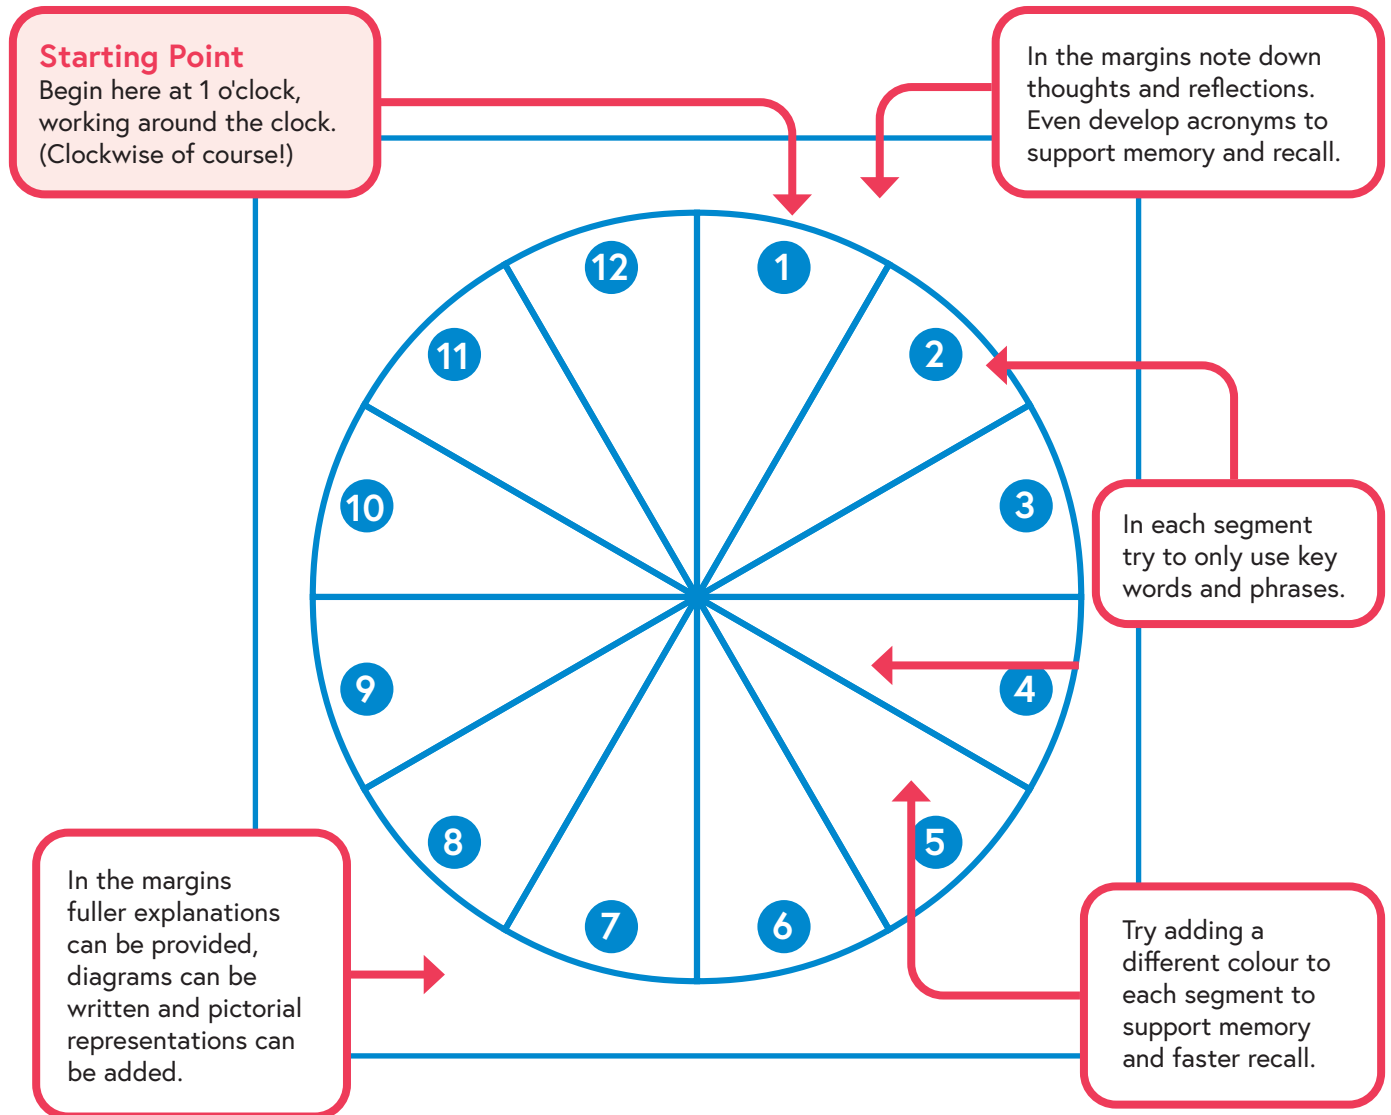 Starting Point
Begin here at 1 o'clock,
working around the clock.
(Clockwise of course!)
In the margins note down
thoughts and reflections.
Even develop acronyms to
support memory and recall.
12
1
11
2
10
3
In each segment
try to only use key
words and phrases.
9
4
8
5
7
6
In the margins
fuller explanations
can be provided,
diagrams can be
written and pictorial
representations can
be added.
Try adding a
different colour to
each segment to
support memory
and faster recall.